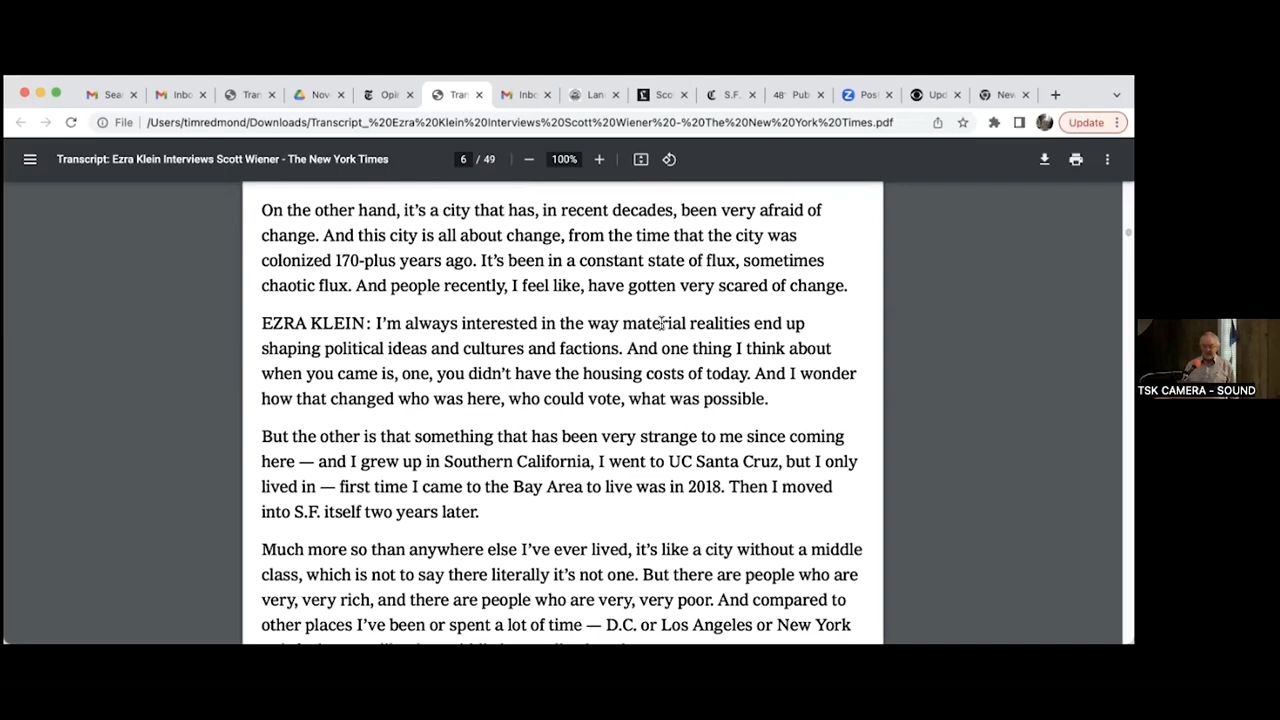 Sea
Inbo
Tran
Nov
Opin
Tran
Inbo
Lan
Sco
S.F.
48
Pub
Post
Upd
New
File
/Users/timredmond/Downloads/Transcript_%20Ezra%20Klein%20Interviews%20Scott%20Wiener%20-%20The%20New%20York%20Times.pdf
Update
Transcript: Ezra Klein Interviews Scott Wiener - The New York Times
6 / 49
100%
On the other hand, it's a city that has, in recent decades, been very afraid of
change. And this city is all about change, from the time that the city was
colonized 170-plus years ago. It's been in a constant state of flux, sometimes
chaotic flux. And people recently, I feel like, have gotten very scared of change.
EZRA KLEIN: I'm always interested in the way material realities end up
shaping political ideas and cultures and factions. And one thing I think about
when you came is, one, you didn't have the housing costs of today. And I wonder
how that changed who was here, who could vote, what was possible.
But the other is that something that has been very strange to me since coming
here — and I grew up in Southern California, I went to UC Santa Cruz, but I only
lived in — first time I came to the Bay Area to live was in 2018. Then I moved
into S.F. itself two years later.
Much more so than anywhere else I've ever lived, it's like a city without a middle
class, which is not to say there literally it's not one. But there are people who are
very, very rich, and there are people who are very, very poor. And compared to
other places I've been or spent a lot of time — D.C. or Los Angeles or New York
TSK CAMERA - SOUND